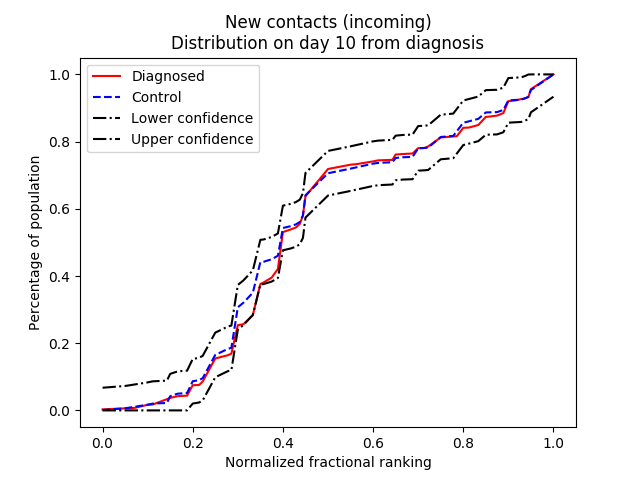 New contacts (incoming)
Distribution on day 10 from diagnosis
Diagnosed
Control
Lower confidence
Upper confidence
Percentage of population
1.0
0.8
0.6
0.4
0.2
0.0
0.0 0.2 0.4 0.6 0.8 1.0
Normalized fractional ranking